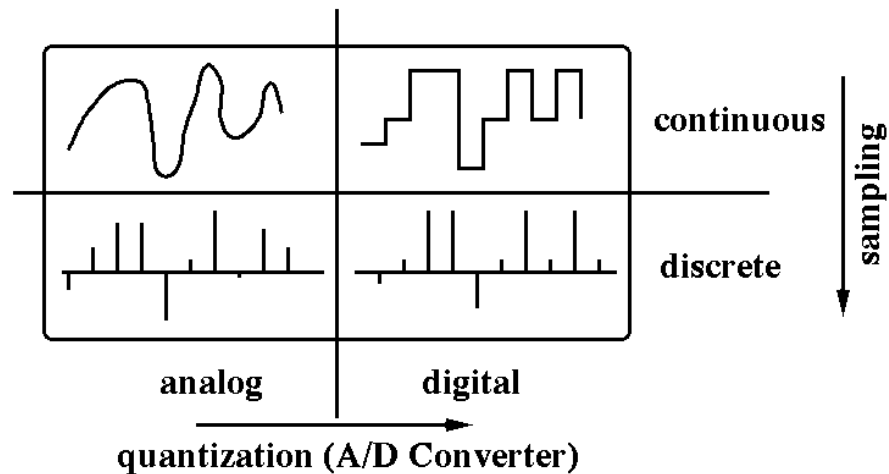 continuous
sampling
discrete
analog
digital
quantization (A/D Converter)